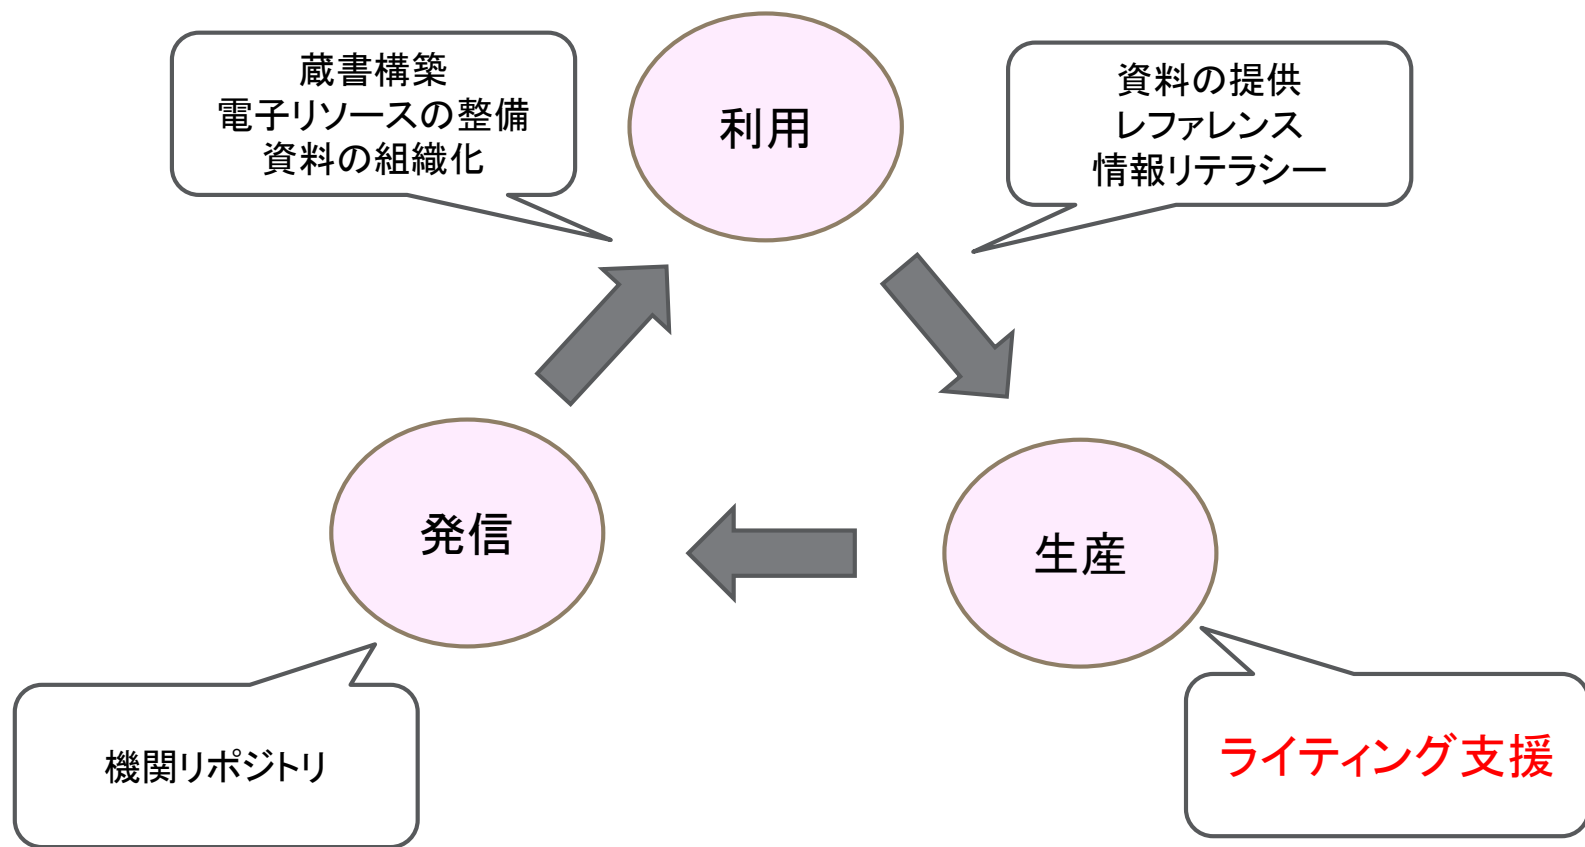 蔵書構築
電子リソースの整備
資料の組織化
利用
資料の提供
レファレンス
情報リテラシー
発信
生産
機関リポジトリ
ライティング支援